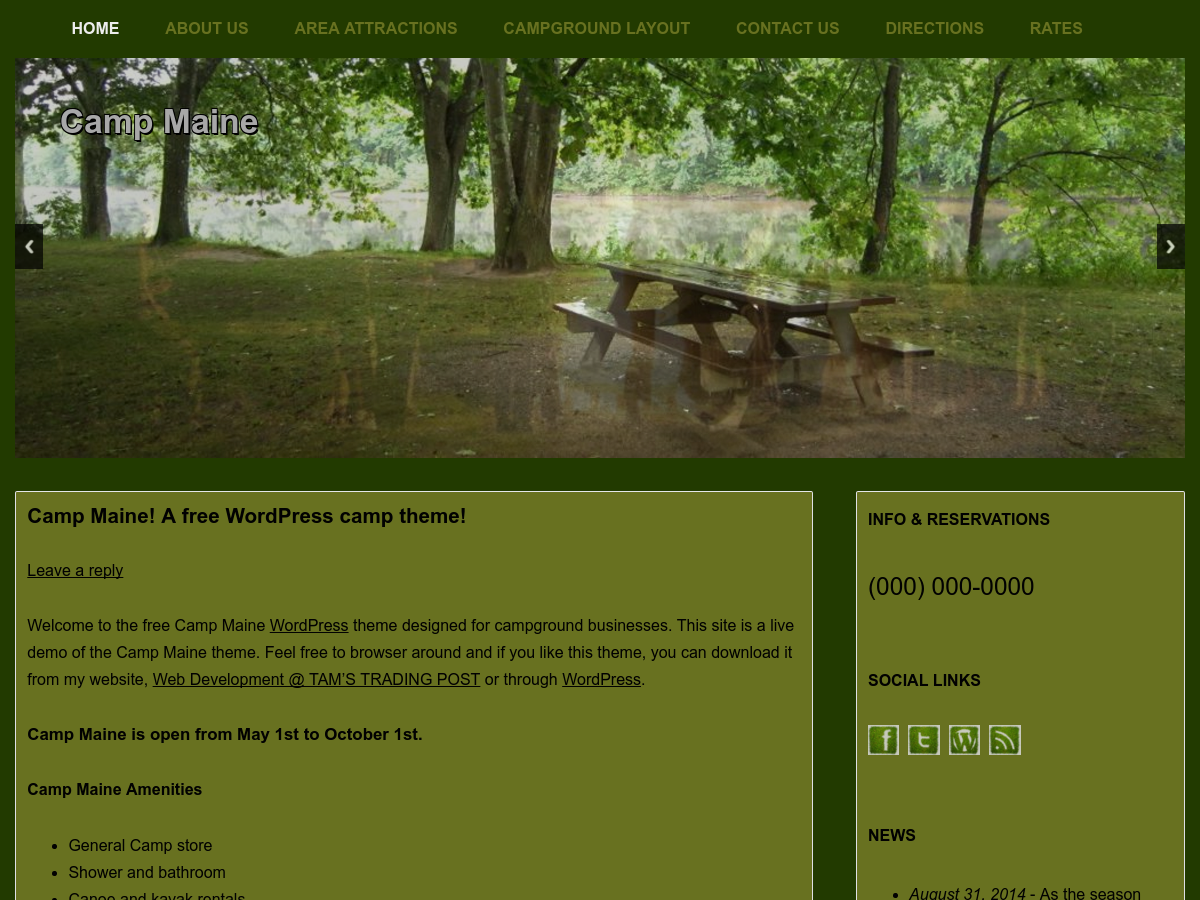 HOME ABOUT US AREA ATTRACTIONS CAMPGROUND LAYOUT CONTACT US DIRECTIONS RATES
Camp Maine
Camp Maine! A free WordPress camp theme!
Leave a reply
Welcome to the free Camp Maine WordPress theme designed for campground businesses. This site is a live
demo of the Camp Maine theme. Feel free to browser around and if you like this theme, you can download it
from my website, Web Development @ TAM'S TRADING POST or through WordPress.
Camp Maine is open from May 1st to October 1st.
Camp Maine Amenities
• General Camp store
• Shower and bathroom
• Canoe and kayak rentals
INFO & RESERVATIONS
(000) 000-0000
SOCIAL LINKS
NEWS
• August 31, 2014 - As the season